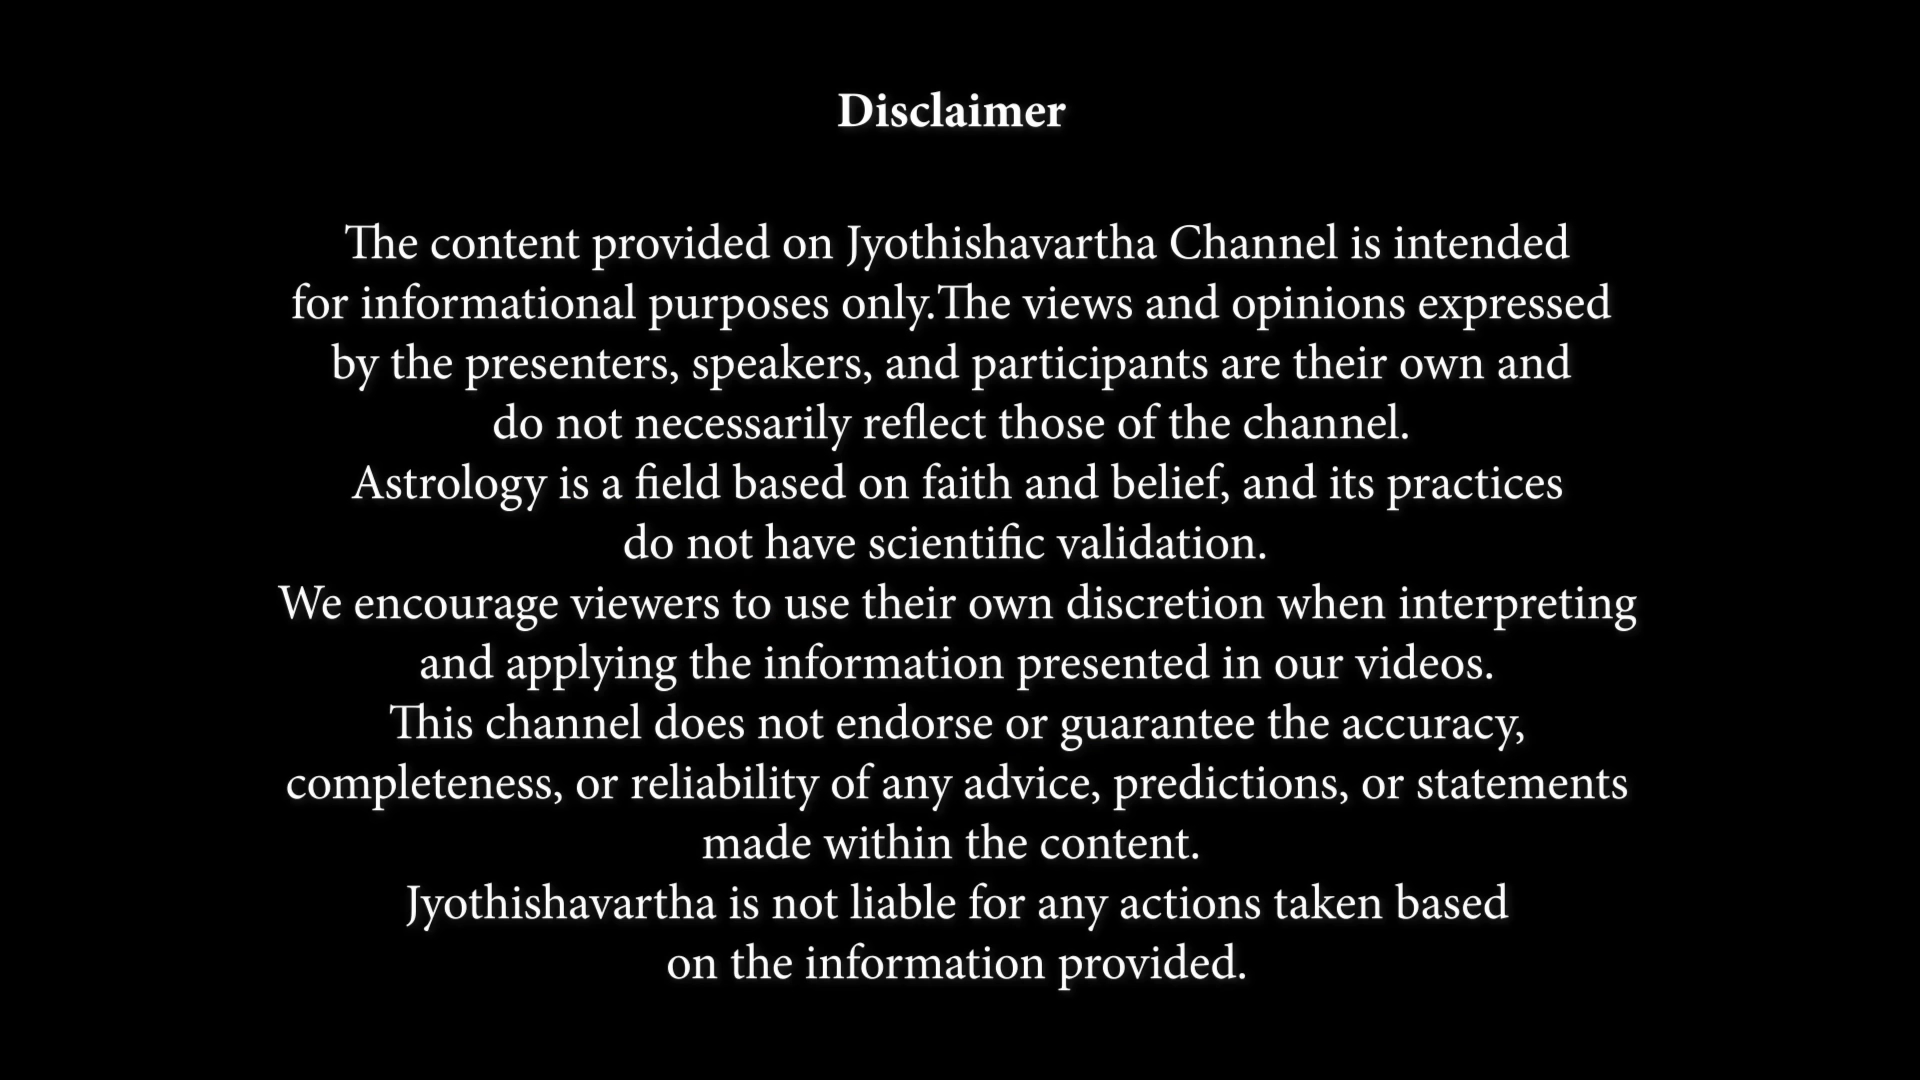 Disclaimer
The content provided on Jyothishavartha Channel is intended
for informational purposes only.The views and opinions expressed
by the presenters, speakers, and participants are their own and
do not necessarily reflect those of the channel.
Astrology is a field based on faith and belief, and its practices
do not have scientific validation.
We encourage viewers to use their own discretion when interpreting
and applying the information presented in our videos.
This channel does not endorse or guarantee the accuracy,
completeness, or reliability of any advice, predictions, or statements
made within the content.
Jyothishavartha is not liable for any actions taken based
on the information provided.